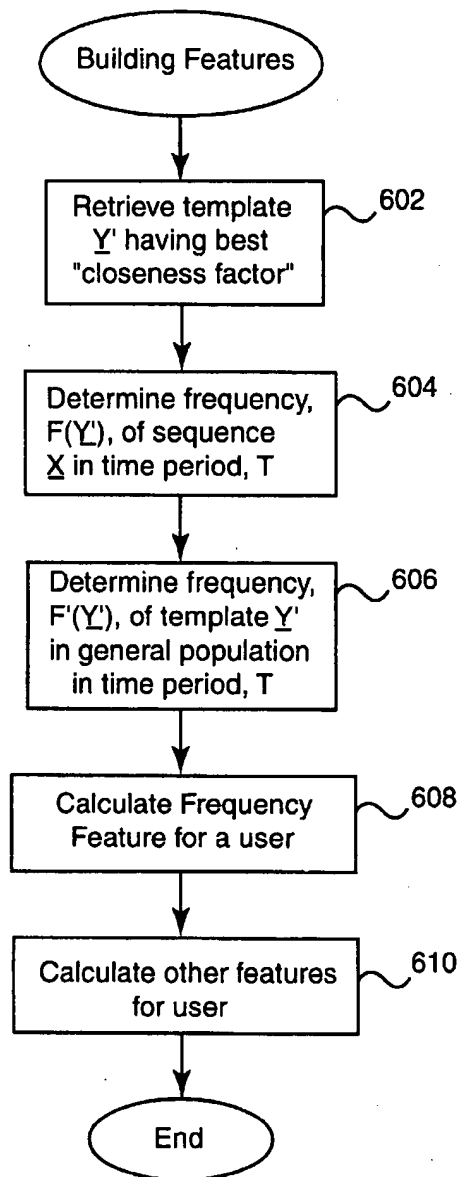 Building Features
Retrieve template
Y' having best
"closeness factor"
602
Determine frequency,
F(Y'), of sequence
X in time period, T
604
Determine frequency,
F'(Y'), of template Y'
in general population
in time period, T
606
Calculate Frequency
Feature for a user
608
Calculate other features
for user
610
End